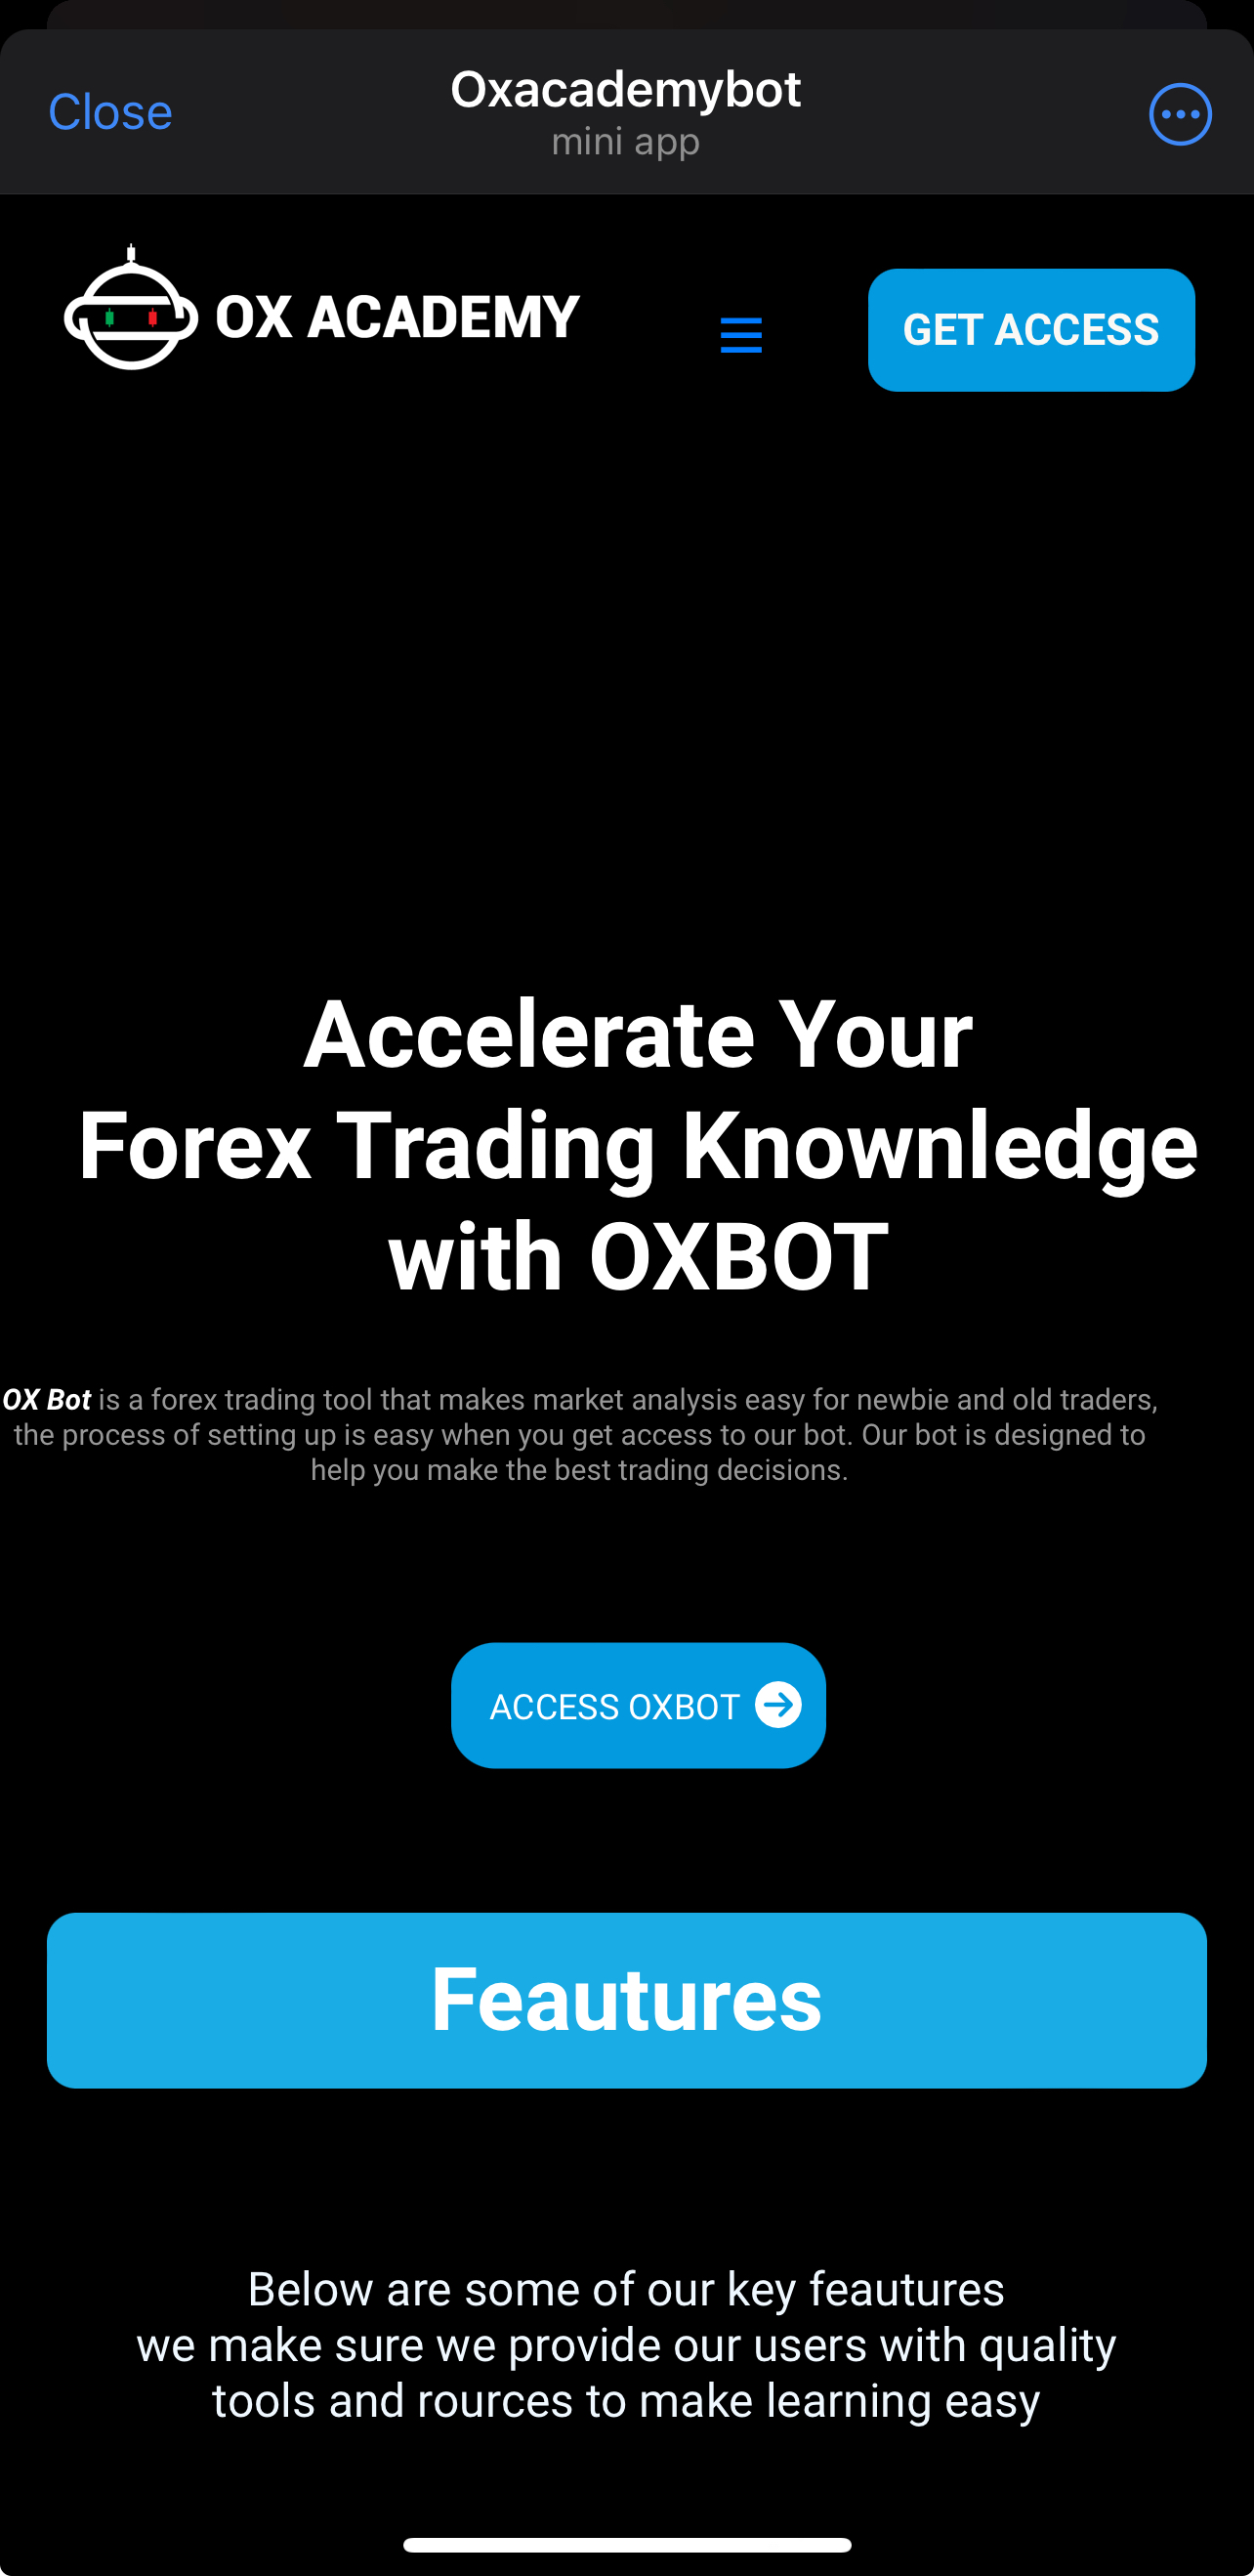 Close
Oxacademybot
mini app
OX ACADEMY
GET ACCESS
Accelerate Your
Forex Trading Knownledge
with OXBOT
OX Bot is a forex trading tool that makes market analysis easy for newbie and old traders,
the process of setting up is easy when you get access to our bot. Our bot is designed to
help you make the best trading decisions.
ACCESS OXBOT
Feautures
Below are some of our key feautures
we make sure we provide our users with quality
tools and rources to make learning easy